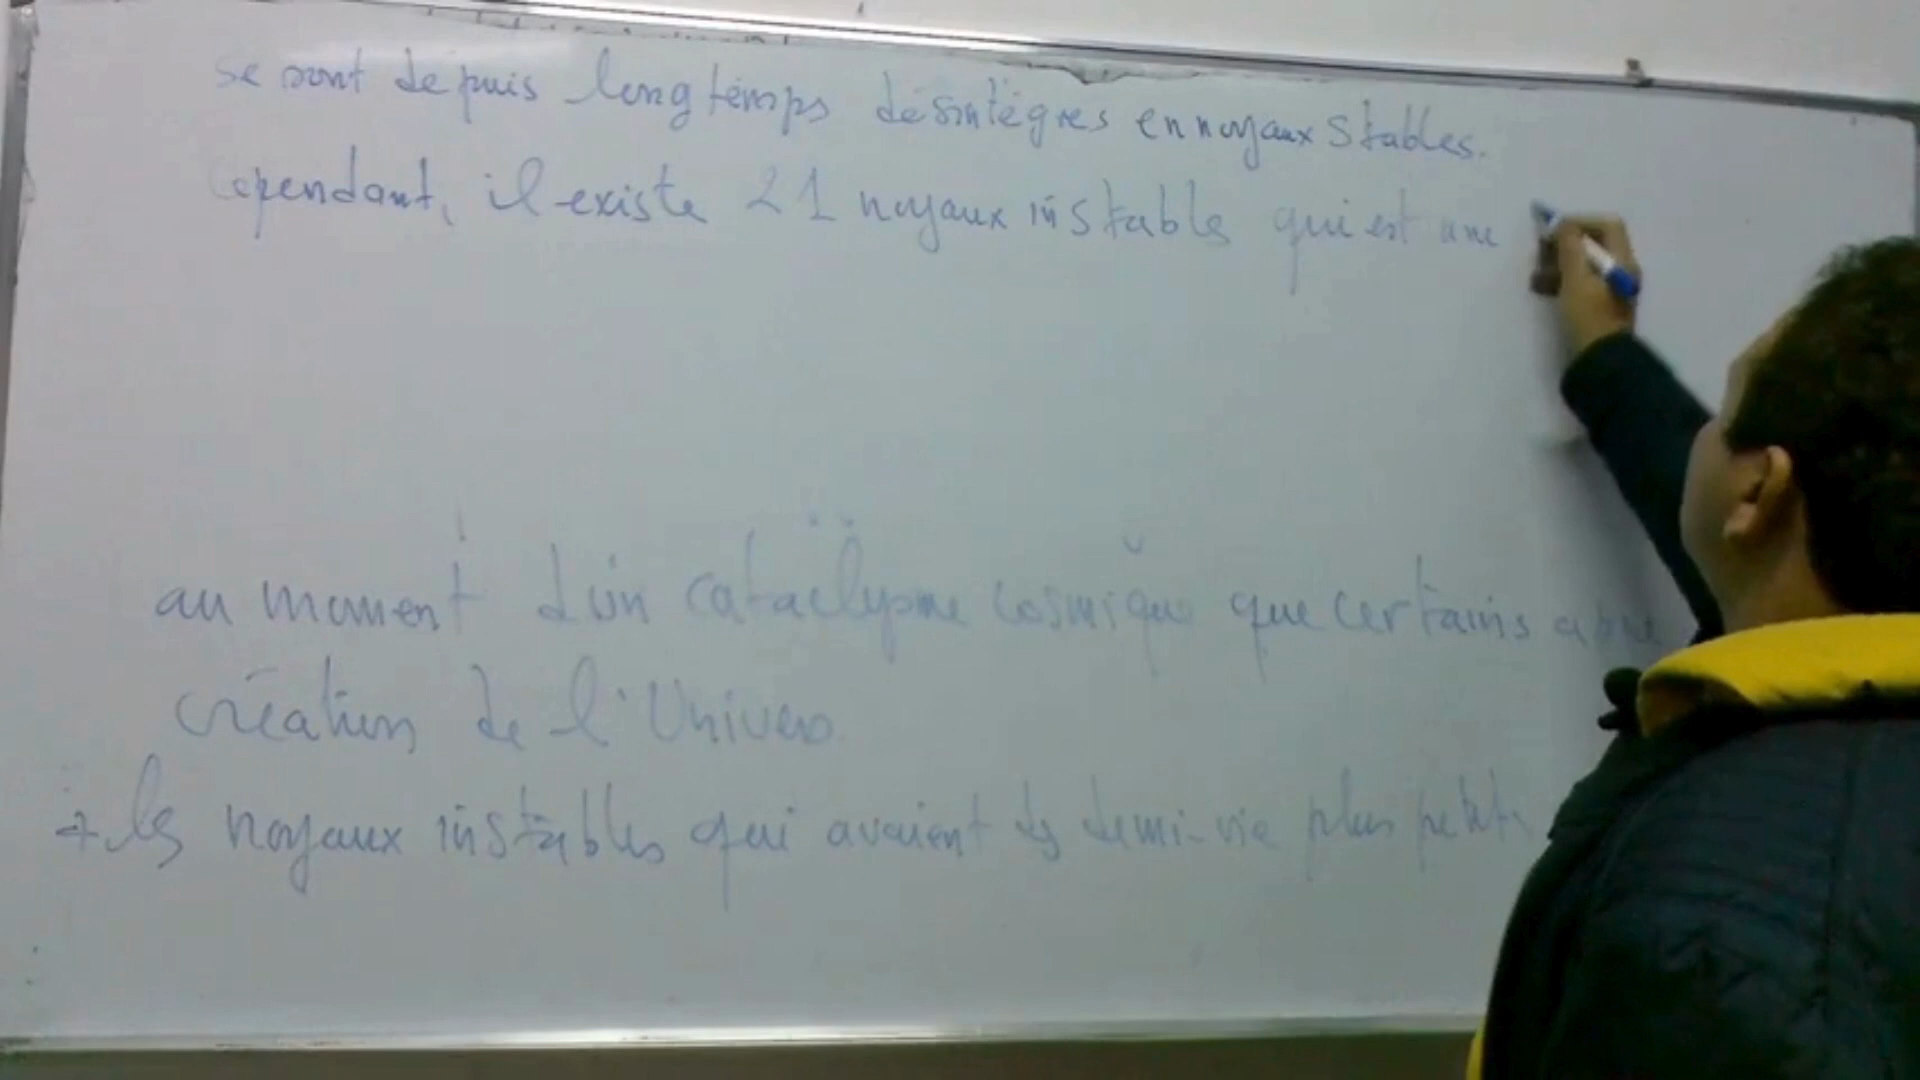 se sont depuis longtemps désintégrés en noyaux stables.
Cependant, il existe 21 noyaux instable qui est une
au moment d'un cataclysme cosmique que certains
création de l'Univers
les noyaux instables qui avaient des demi-vie plus petite